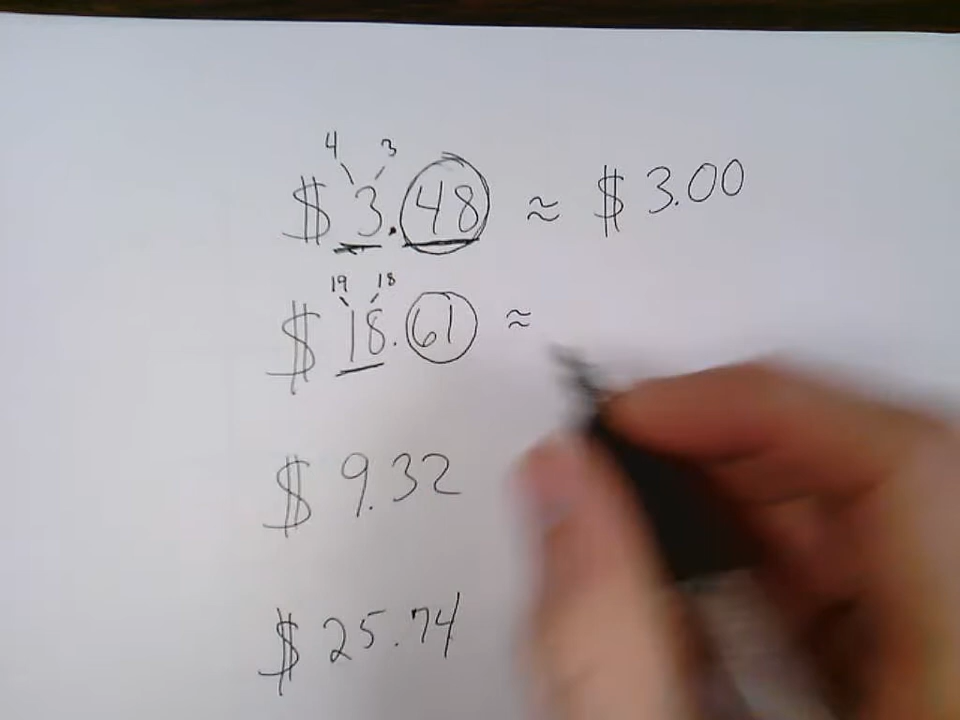 4 3
$ 3.48 ≈ $ 3.00
19 18
$ 18.61 ≈
$ 9.32
$ 25.74